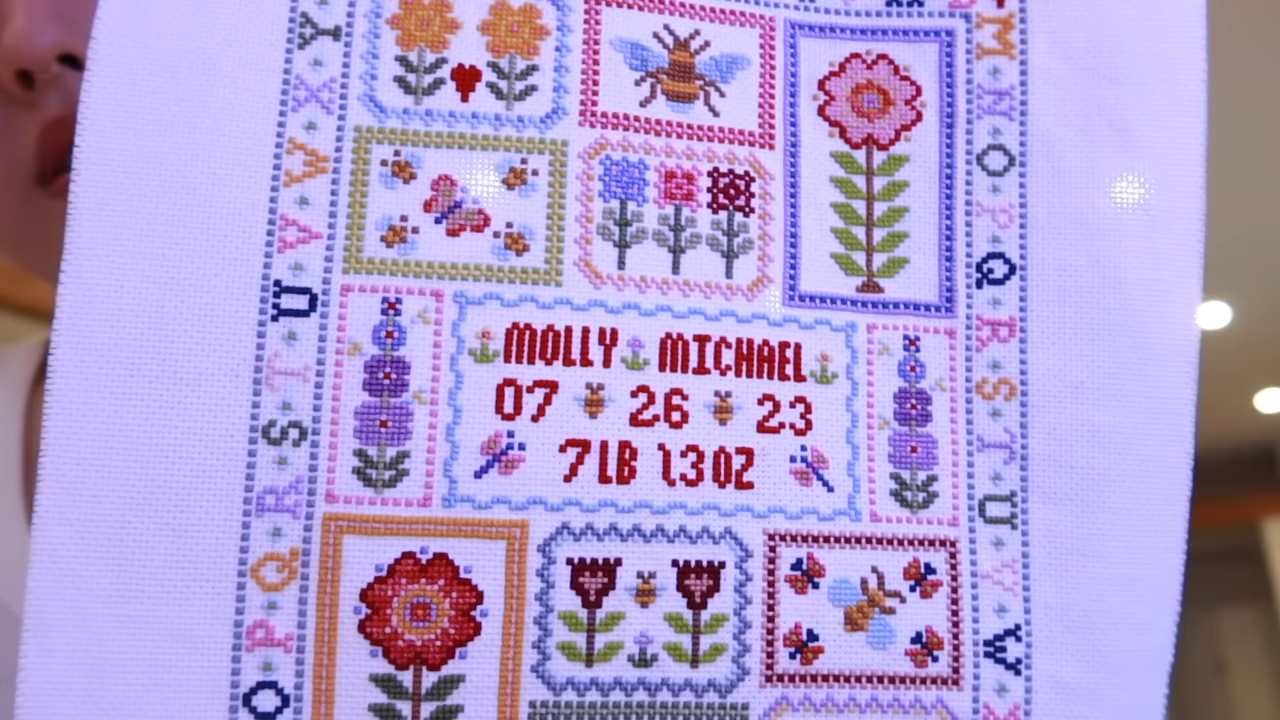 O P Q R S T U V W X Y
M N O P Q R S T U V W X
MOLLY MICHAEL
07 26 23
7LB 13OZ